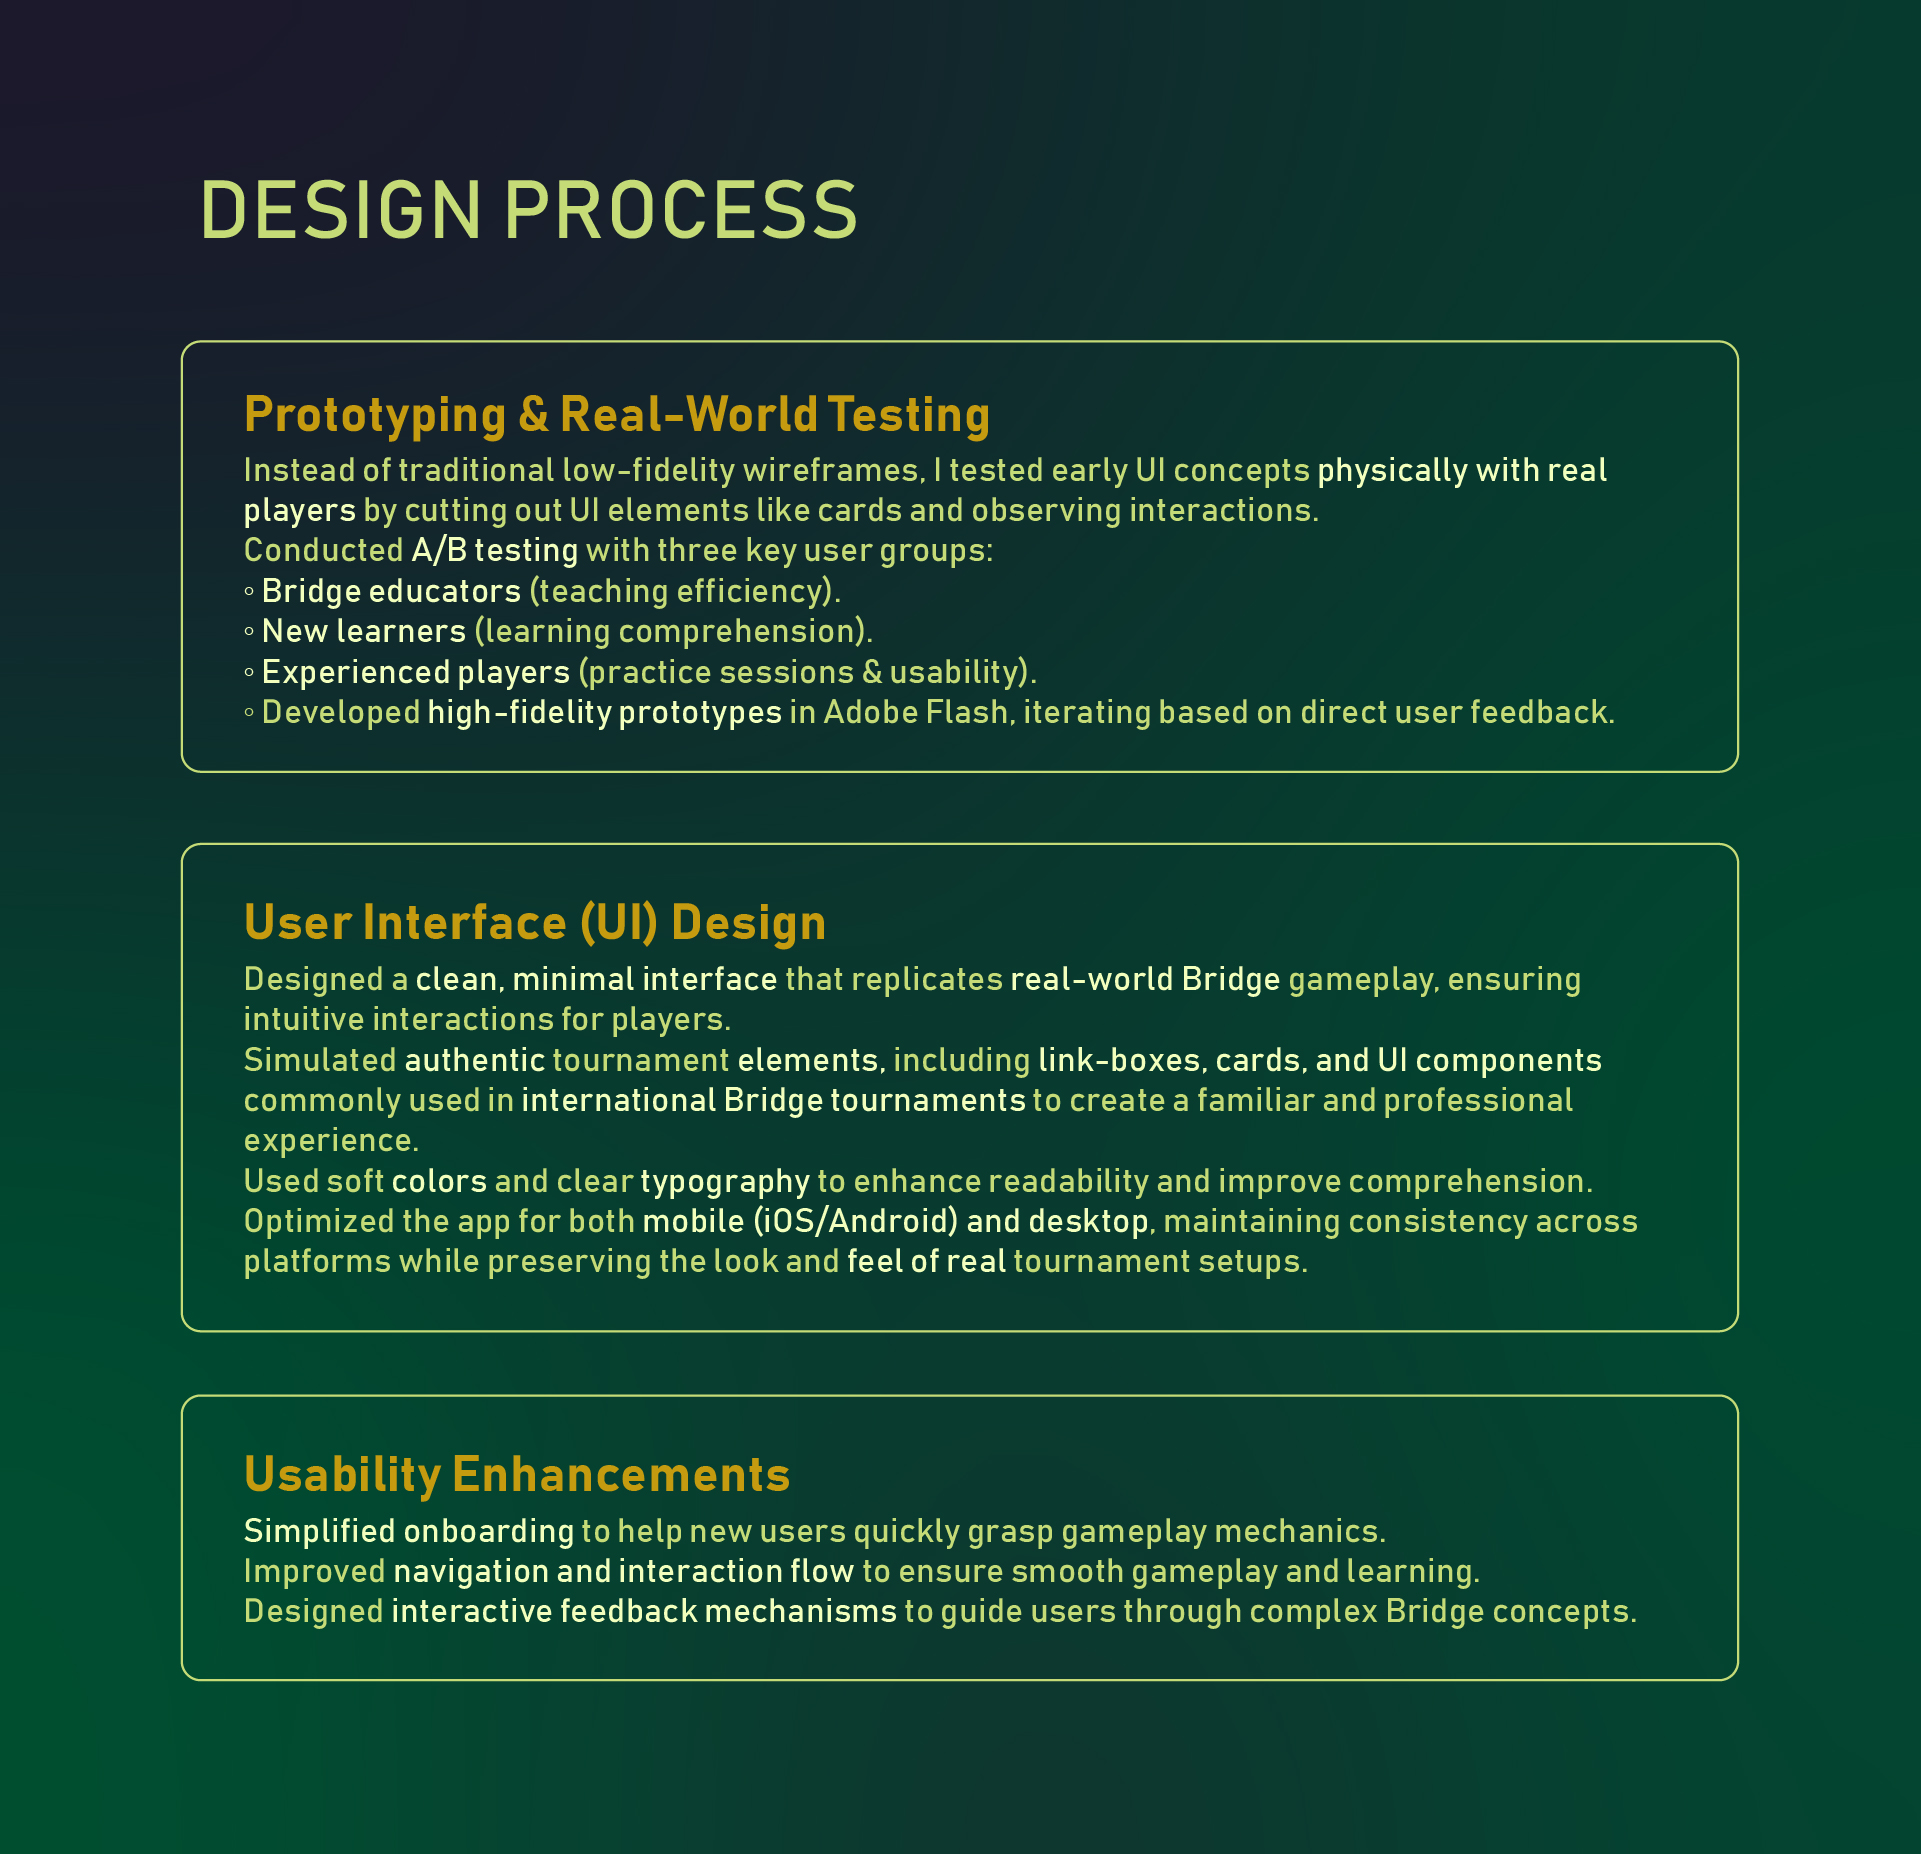 DESIGN PROCESS
Prototyping & Real-World Testing
Instead of traditional low-fidelity wireframes, I tested early UI concepts physically with real
players by cutting out UI elements like cards and observing interactions.
Conducted A/B testing with three key user groups:
◦ Bridge educators (teaching efficiency).
◦ New learners (learning comprehension).
◦ Experienced players (practice sessions & usability).
◦ Developed high-fidelity prototypes in Adobe Flash, iterating based on direct user feedback.
User Interface (UI) Design
Designed a clean, minimal interface that replicates real-world Bridge gameplay, ensuring
intuitive interactions for players.
Simulated authentic tournament elements, including link-boxes, cards, and UI components
commonly used in international Bridge tournaments to create a familiar and professional
experience.
Used soft colors and clear typography to enhance readability and improve comprehension.
Optimized the app for both mobile (iOS/Android) and desktop, maintaining consistency across
platforms while preserving the look and feel of real tournament setups.
Usability Enhancements
Simplified onboarding to help new users quickly grasp gameplay mechanics.
Improved navigation and interaction flow to ensure smooth gameplay and learning.
Designed interactive feedback mechanisms to guide users through complex Bridge concepts.